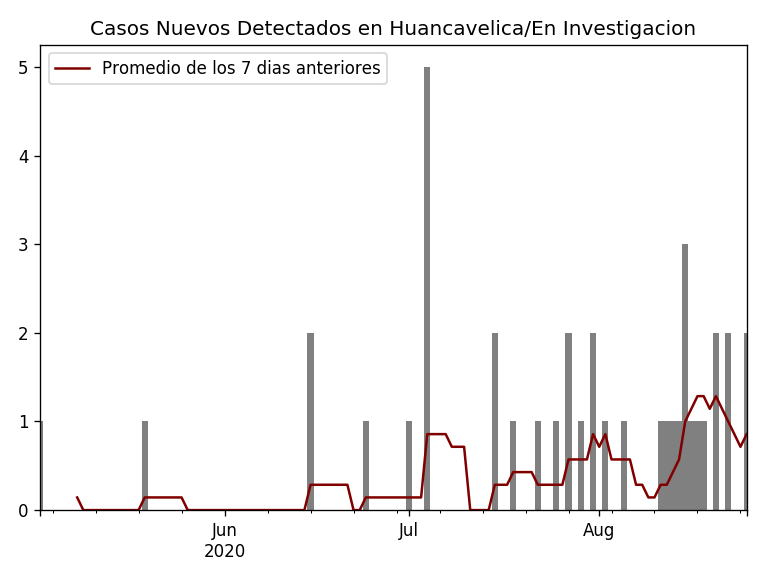 Casos Nuevos Detectados en Huancavelica/En Investigacion
Promedio de los 7 dias anteriores
5
4
3
2
1
0
Jun
2020
Jul
Aug